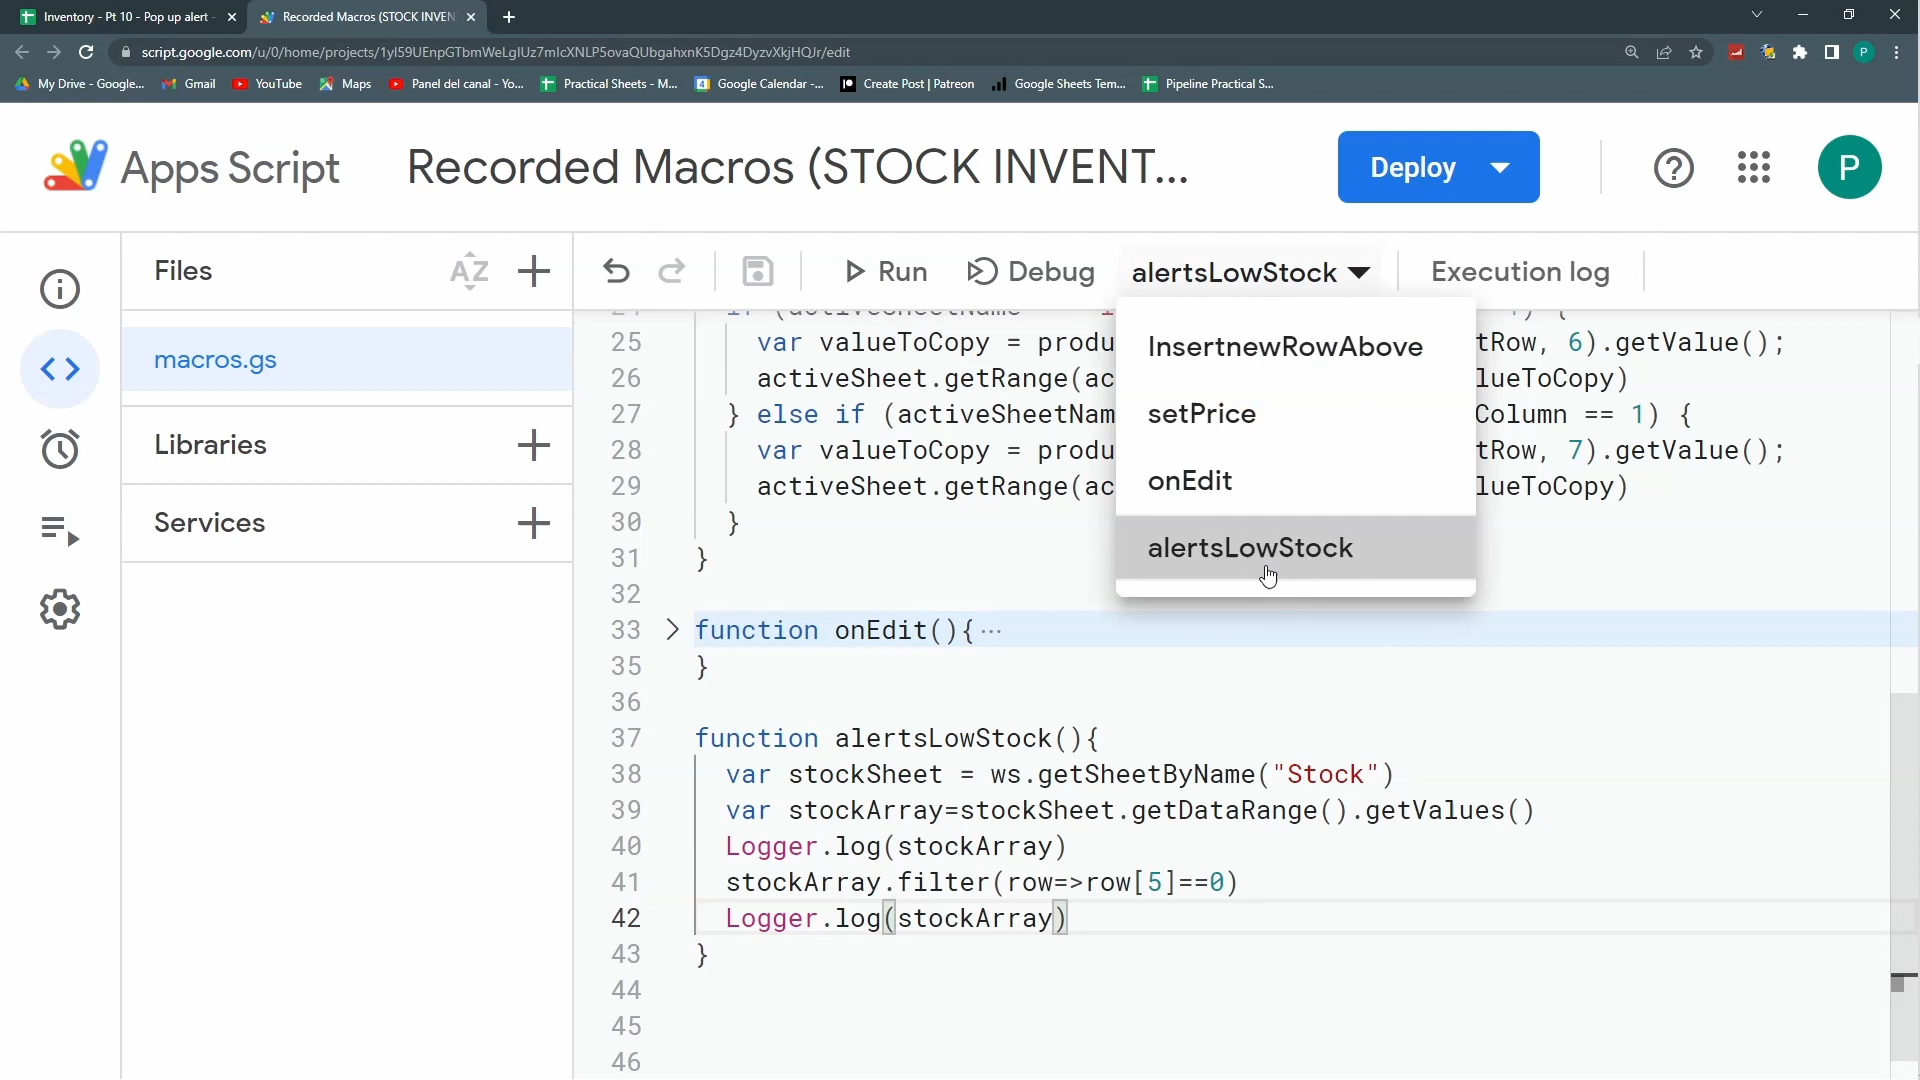 Inventory - Pt 10 - Pop up alert -
Recorded Macros (STOCK INVEN
script.google.com/u/0/home/projects/1yI59UEnpGTbmWeLgIUz7mlcXNLP5ovaQUbgahxnK5Dgz4DyzvXkjHQJr/edit
P
My Drive - Google...
Gmail
YouTube
Maps
Panel del canal - Yo...
Practical Sheets - M...
Google Calendar -...
Create Post | Patreon
Google Sheets Tem...
Pipeline Practical S...
Apps Script
Recorded Macros (STOCK INVENT...
Deploy
P
Files
AZ
Run
Debug
alertsLowStock
Execution log
macros.gs
Libraries
Services
InsertnewRowAbove
setPrice
onEdit
alertsLowStock
25 var valueToCopy = produ tRow, 6).getValue();
26 activeSheet.getRange(ac lueToCopy)
27 } else if (activeSheetNam Column == 1) {
28 var valueToCopy = produ tRow, 7).getValue();
29 activeSheet.getRange(ac lueToCopy)
30 }
31 }
32
33 function onEdit(){ ...
35 }
36
37 function alertsLowStock(){
38 var stockSheet = ws.getSheetByName("Stock")
39 var stockArray=stockSheet.getDataRange().getValues()
40 Logger.log(stockArray)
41 stockArray.filter(row=>row[5]==0)
42 Logger.log(stockArray)
43 }
44
45
46